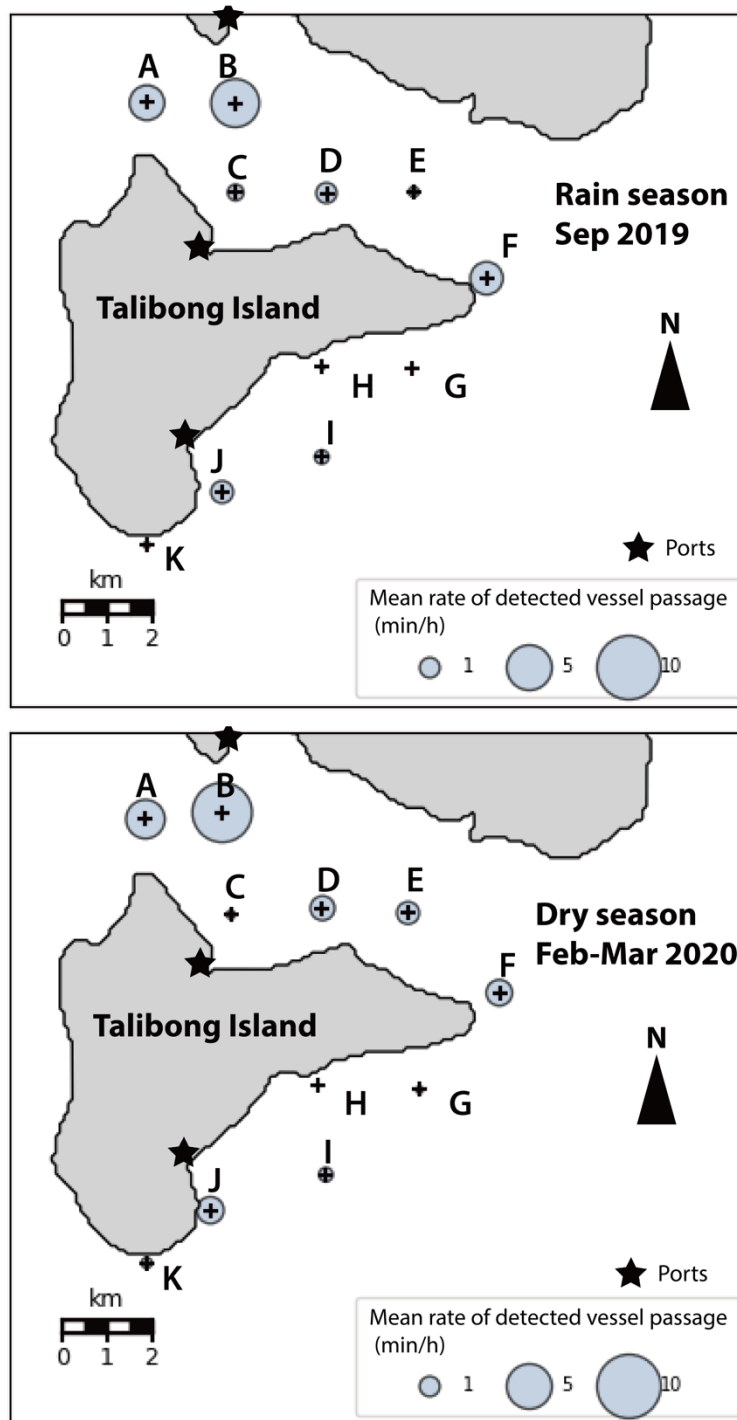 A
B
C
D
E
Rain season
Sep 2019
F
Talibong Island
N
H
G
I
J
K
Ports
km
0 1 2
Mean rate of detected vessel passage
(min/h)
1 5 10
A
B
C
D
E
Dry season
Feb-Mar 2020
F
Talibong Island
N
H
G
I
J
K
Ports
km
0 1 2
Mean rate of detected vessel passage
(min/h)
1 5 10